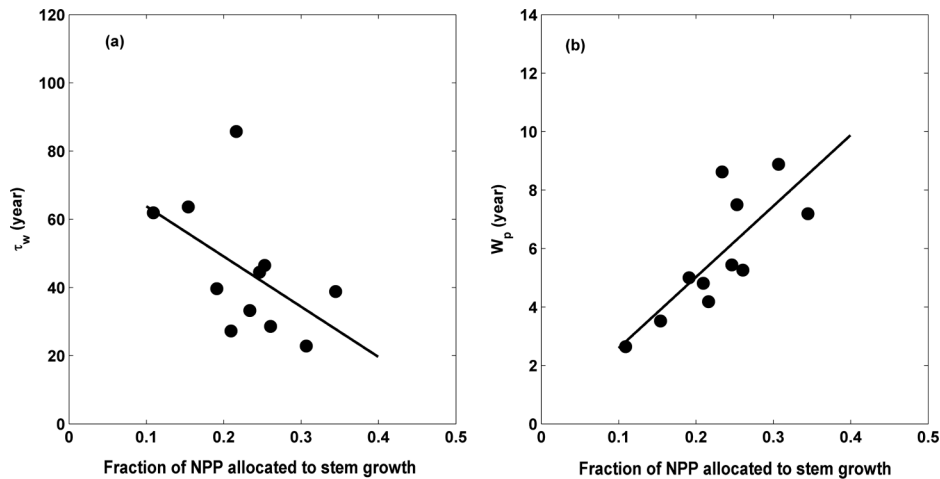 (a)
120
100
80
60
40
20
0
τw (year)
0 0.1 0.2 0.3 0.4 0.5
Fraction of NPP allocated to stem growth
(b)
14
12
10
8
6
4
2
0
Wp (year)
0 0.1 0.2 0.3 0.4 0.5
Fraction of NPP allocated to stem growth